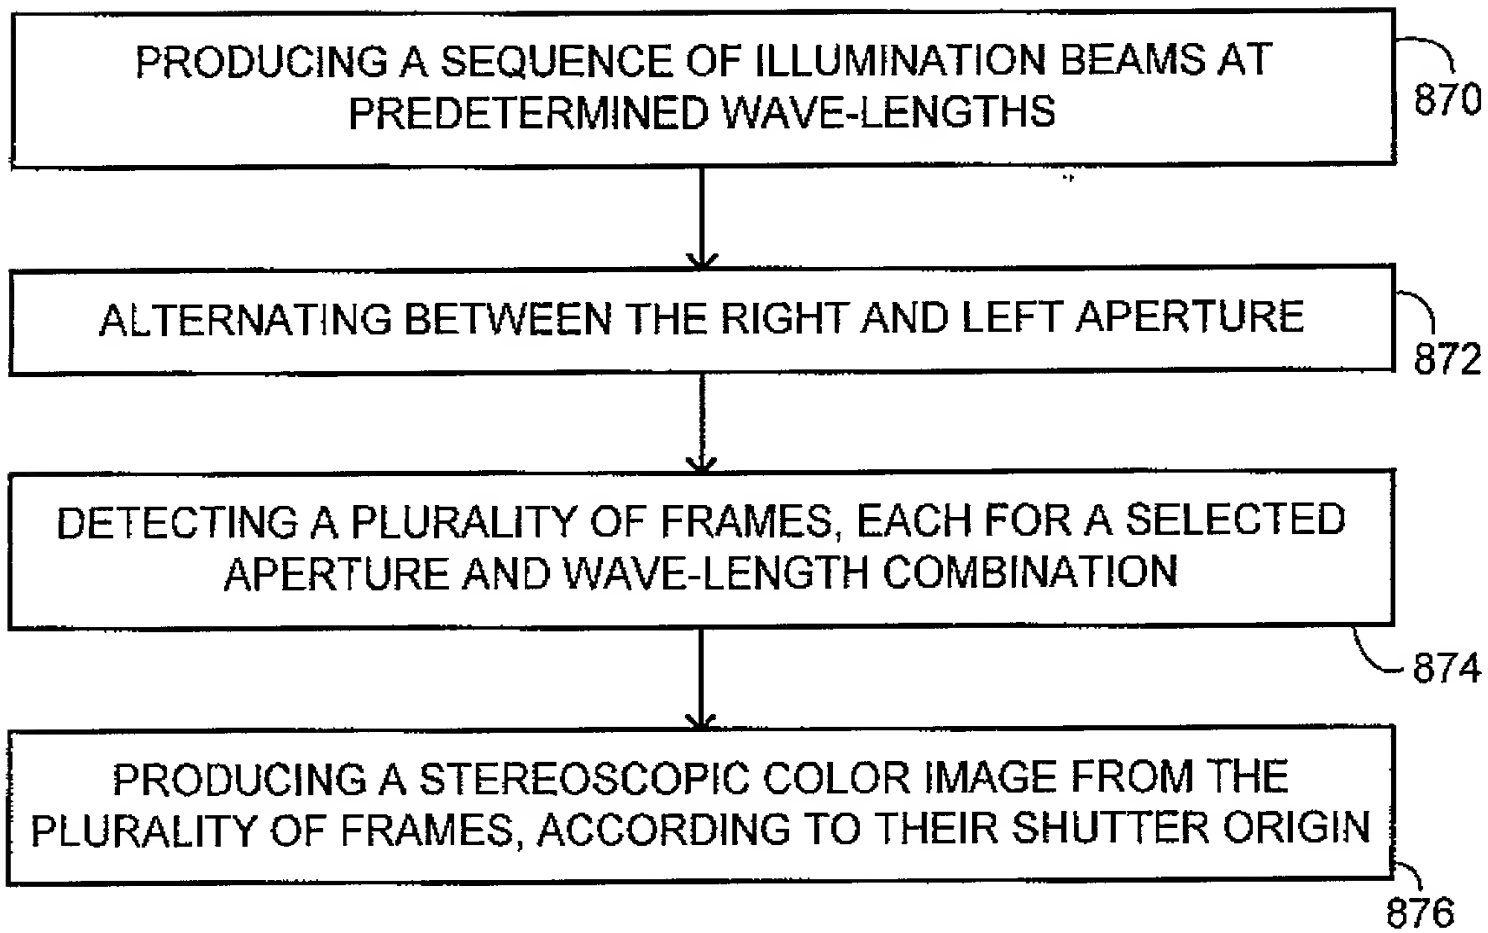 PRODUCING A SEQUENCE OF ILLUMINATION BEAMS AT
PREDETERMINED WAVE-LENGTHS
870
ALTERNATING BETWEEN THE RIGHT AND LEFT APERTURE
872
DETECTING A PLURALITY OF FRAMES, EACH FOR A SELECTED
APERTURE AND WAVE-LENGTH COMBINATION
874
PRODUCING A STEREOSCOPIC COLOR IMAGE FROM THE
PLURALITY OF FRAMES, ACCORDING TO THEIR SHUTTER ORIGIN
876